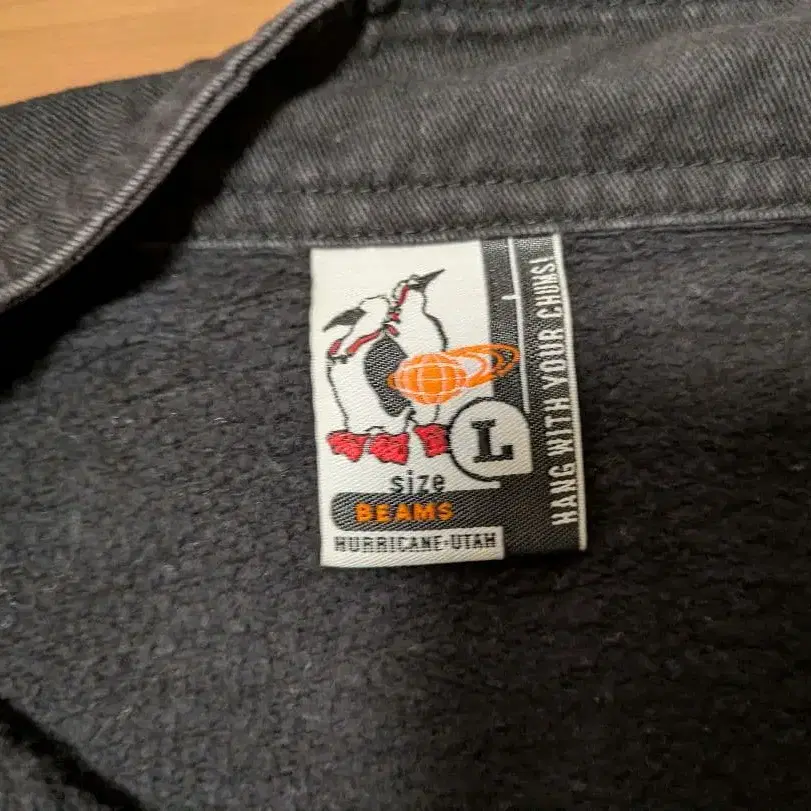 L
size
BEAMS
HURRICANE-UTAH
HANG WITH YOUR CHUMS!